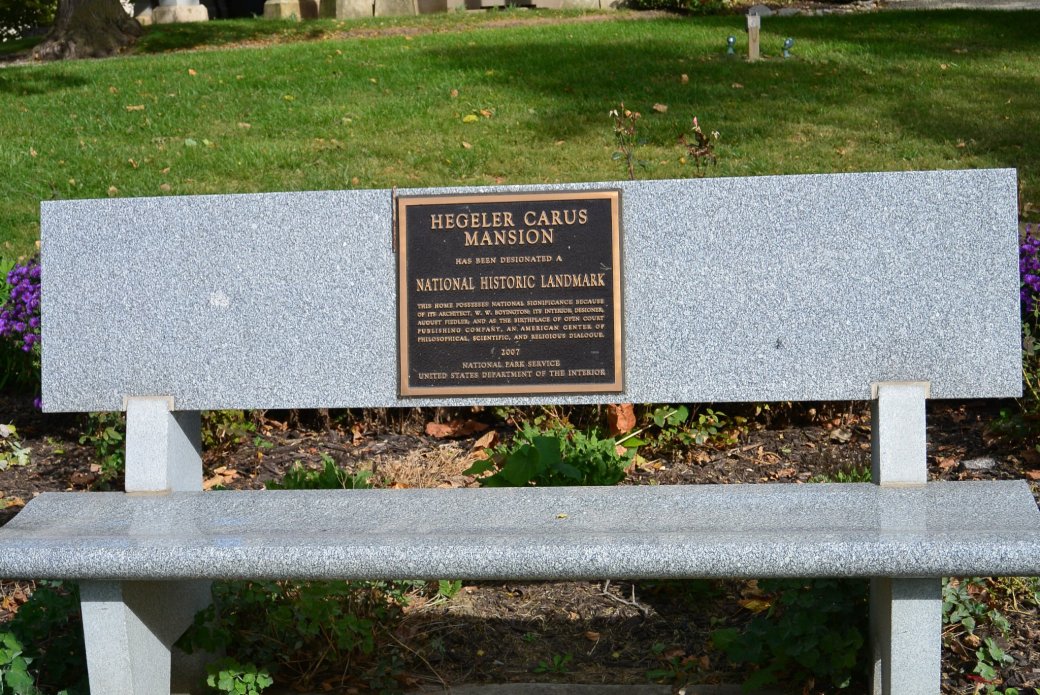 HEGELER CARUS
MANSION
HAS BEEN DESIGNATED A
NATIONAL HISTORIC LANDMARK
THIS HOME POSSESSES NATIONAL SIGNIFICANCE BECAUSE
OF ITS ARCHITECT, W. W. BOYINGTON; ITS INTERIOR DESIGNER,
AUGUST FIEDLER; AND AS THE BIRTHPLACE OF OPEN COURT
PUBLISHING COMPANY, AN AMERICAN CENTER OF
PHILOSOPHICAL, SCIENTIFIC, AND RELIGIOUS DIALOGUE.
2007
NATIONAL PARK SERVICE
UNITED STATES DEPARTMENT OF THE INTERIOR